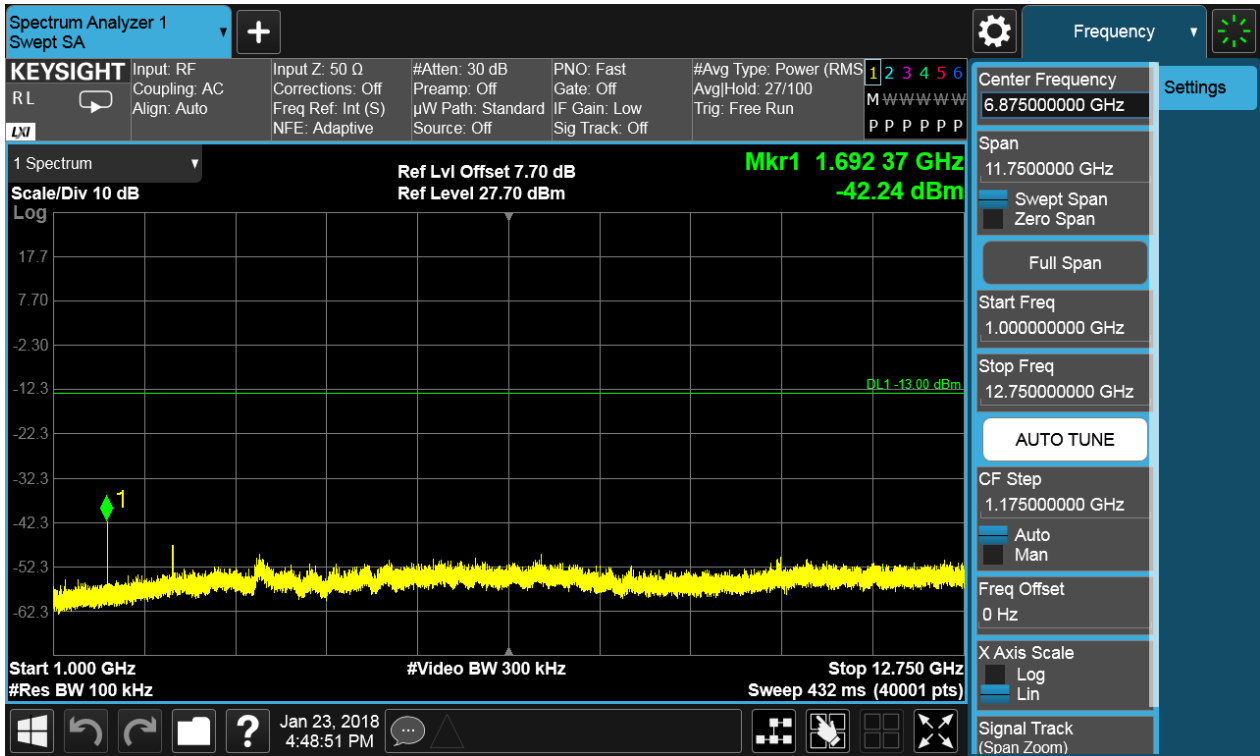 Spectrum Analyzer 1
Swept SA
Frequency
KEYSIGHT
RL
LXI
Input: RF
Coupling: AC
Align: Auto
Input Z: 50 Ω
Corrections: Off
Freq Ref: Int (S)
NFE: Adaptive
#Atten: 30 dB
Preamp: Off
µW Path: Standard
Source: Off
PNO: Fast
Gate: Off
IF Gain: Low
Sig Track: Off
#Avg Type: Power (RMS
Avg|Hold: 27/100
Trig: Free Run
1 2 3 4 5 6
M W W W W W
P P P P P P
1 Spectrum
Scale/Div 10 dB
Log
Ref Lvl Offset 7.70 dB
Ref Level 27.70 dBm
Mkr1 1.692 37 GHz
-42.24 dBm
17.7
7.70
-2.30
-12.3
-22.3
-32.3
-42.3
-52.3
-62.3
DL1 -13.00 dBm
1
Start 1.000 GHz
#Res BW 100 kHz
#Video BW 300 kHz
Stop 12.750 GHz
Sweep 432 ms (40001 pts)
Center Frequency
6.875000000 GHz
Span
11.7500000 GHz
Swept Span
Zero Span
Full Span
Start Freq
1.000000000 GHz
Stop Freq
12.750000000 GHz
AUTO TUNE
CF Step
1.175000000 GHz
Auto
Man
Freq Offset
0 Hz
X Axis Scale
Log
Lin
Signal Track
(Span Zoom)
Settings
?
Jan 23, 2018
4:48:51 PM